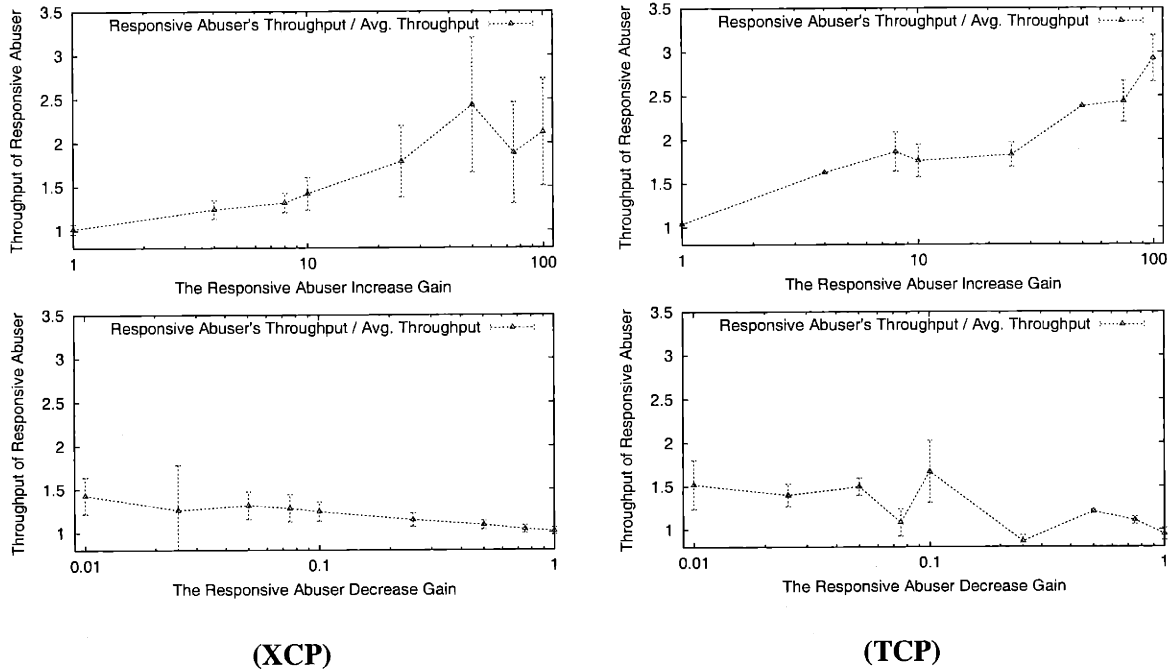 Throughput of Responsive Abuser
3.5
3
2.5
2
1.5
1
Responsive Abuser's Throughput / Avg. Throughput
1
10
100
The Responsive Abuser Increase Gain
Throughput of Responsive Abuser
3.5
3
2.5
2
1.5
1
Responsive Abuser's Throughput / Avg. Throughput
1
10
100
The Responsive Abuser Increase Gain
Throughput of Responsive Abuser
3.5
3
2.5
2
1.5
1
Responsive Abuser's Throughput / Avg. Throughput
0.01
0.1
1
The Responsive Abuser Decrease Gain
Throughput of Responsive Abuser
3.5
3
2.5
2
1.5
1
Responsive Abuser's Throughput / Avg. Throughput
0.01
0.1
1
The Responsive Abuser Decrease Gain
(XCP)
(TCP)